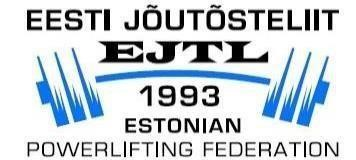 EESTI JÕUTÕSTELIIT
EJTL
1993
ESTONIAN
POWERLIFTING FEDERATION